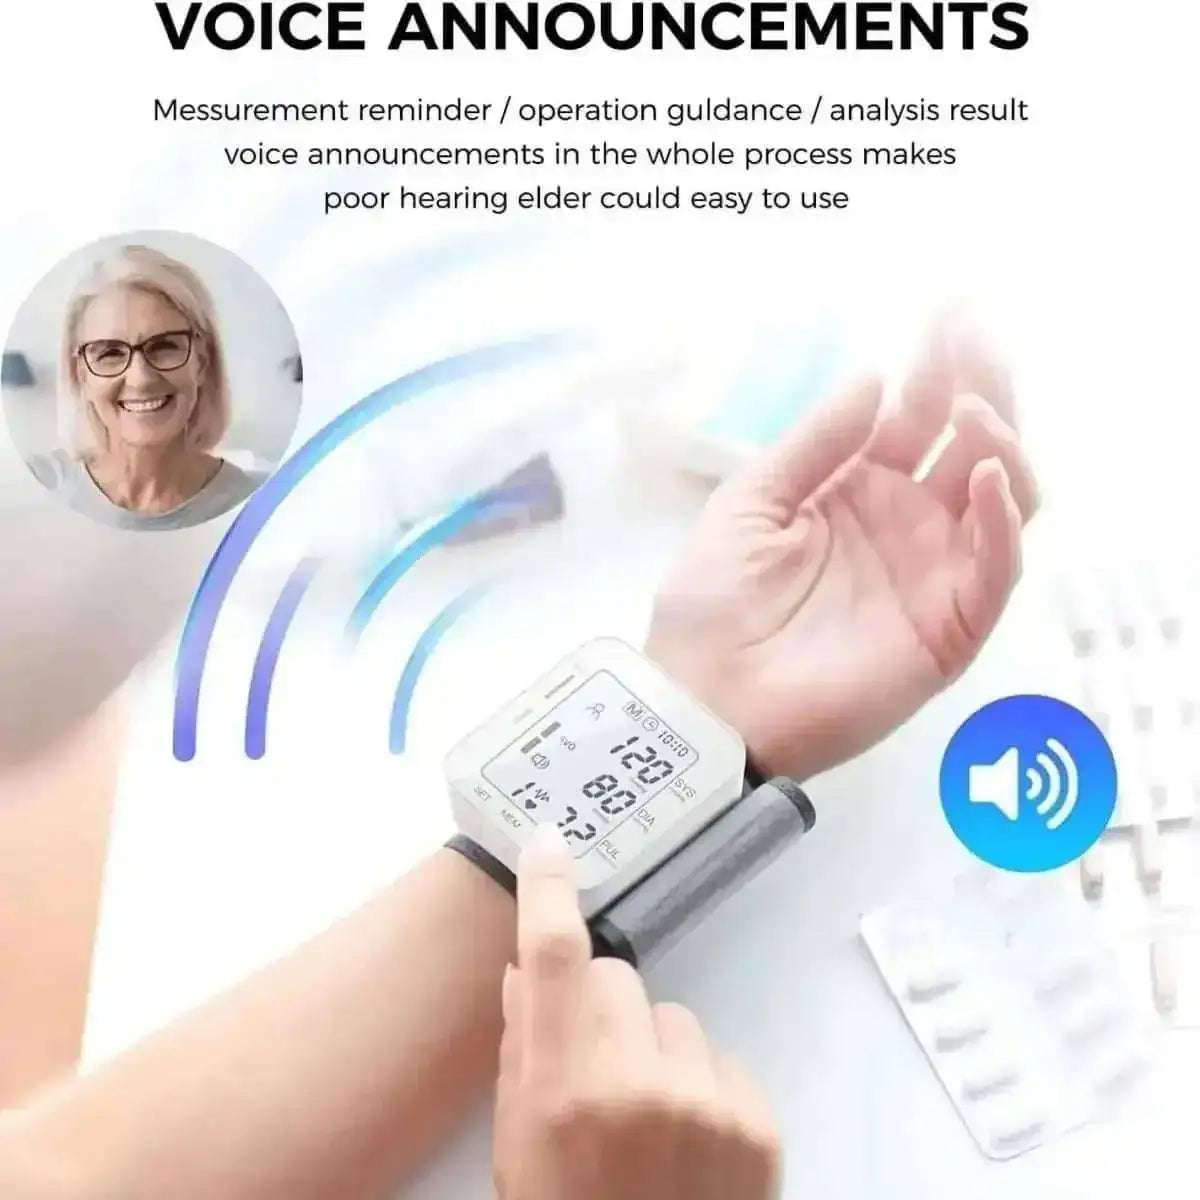 VOICE ANNOUNCEMENTS
Messurement reminder / operation guldance / analysis result
voice announcements in the whole process makes
poor hearing elder could easy to use
M 10:10
120 SYS
80 DIA
1 72 PUL
SET
MEM